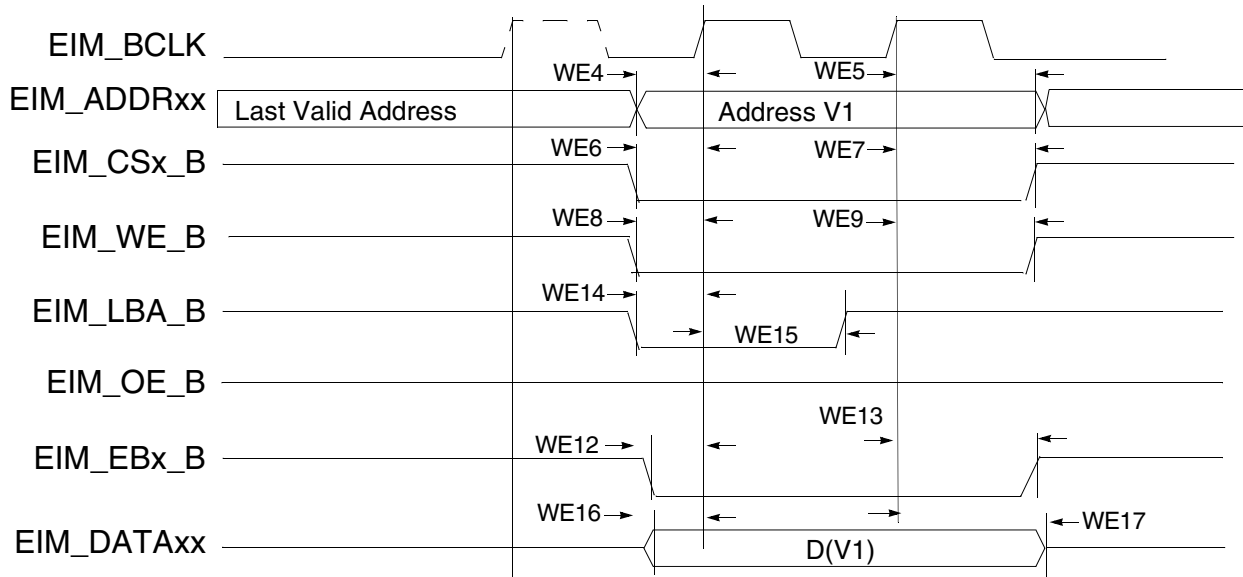 EIM_BCLK
WE4
WE5
EIM_ADDRxx
Last Valid Address
Address V1
WE6
WE7
EIM_CSx_B
WE8
WE9
EIM_WE_B
WE14
EIM_LBA_B
WE15
EIM_OE_B
WE13
WE12
EIM_EBx_B
WE16
WE17
EIM_DATAxx
D(V1)